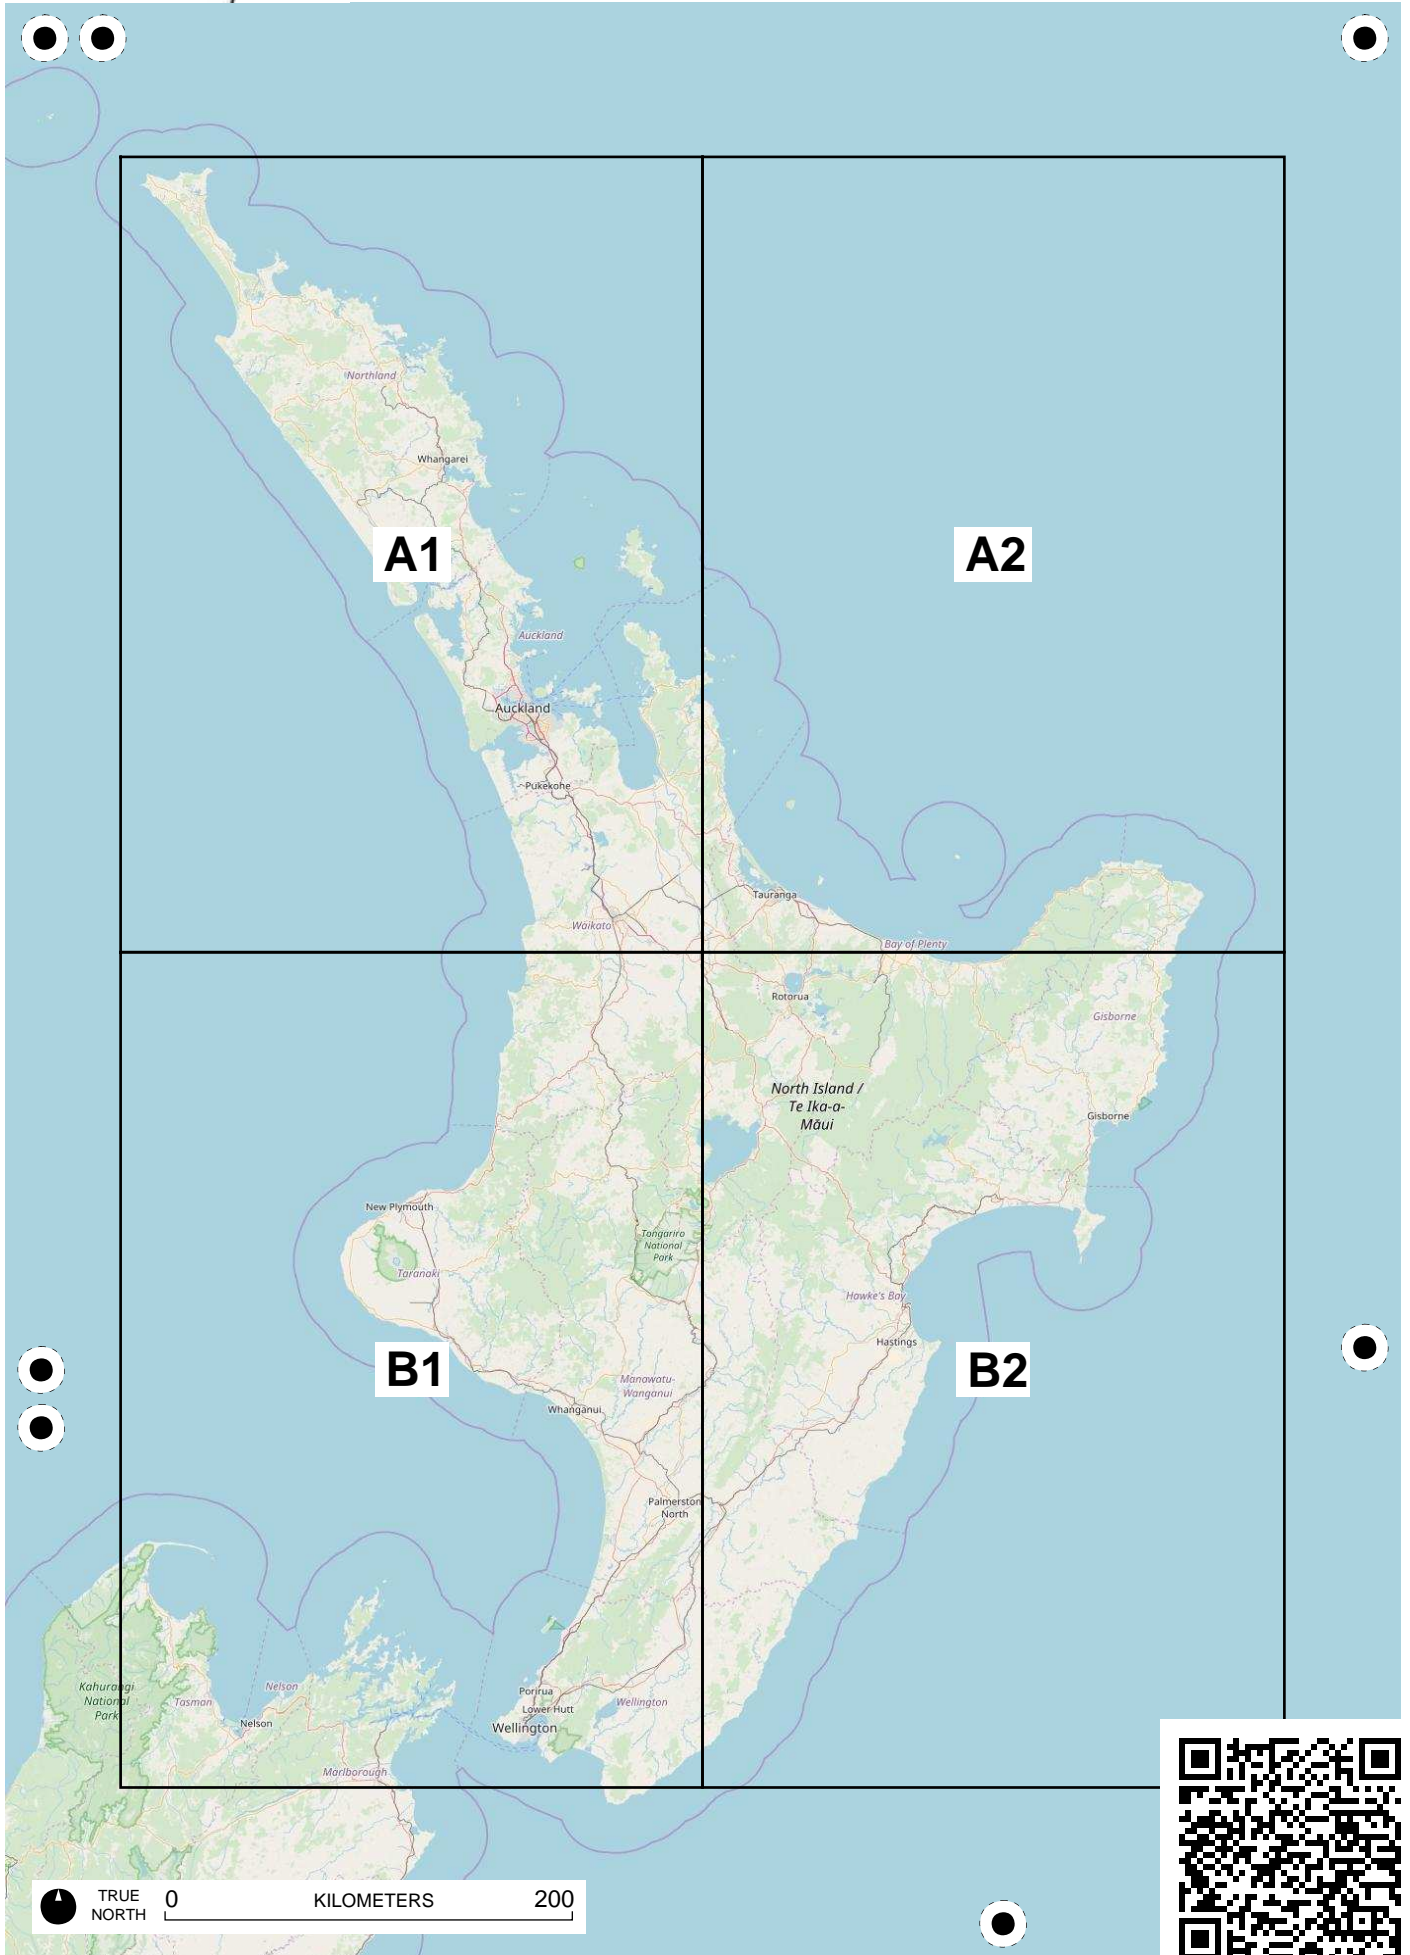 Northland
Whangarei
A1
A2
Auckland
Auckland
Pukekohe
Tauranga
Waikato
Bay of Plenty
Rotorua
Gisborne
North Island /
Te Ika-a-
Māui
Gisborne
New Plymouth
Tongariro
National
Park
Taranaki
Hawke's Bay
Hastings
B1
B2
Manawatu-
Wanganui
Whanganui
Palmerston
North
Kahurangi
National
Park
Tasman
Nelson
Nelson
Porirua
Lower Hutt
Wellington
Wellington
Marlborough
TRUE
NORTH
0 KILOMETERS 200